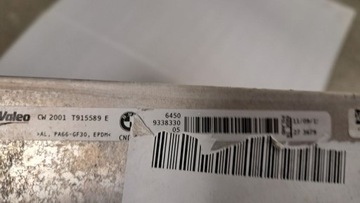 Valeo CW 2001 T915589 E
>AL, PA66-GF30, EPDM<
6450
9338330
05